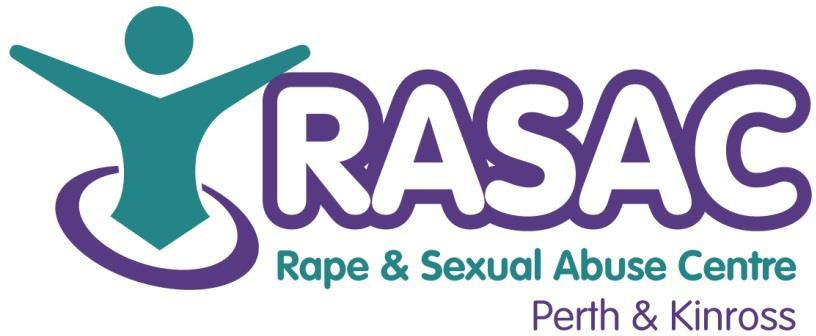 RASAC
Rape & Sexual Abuse Centre
Perth & Kinross